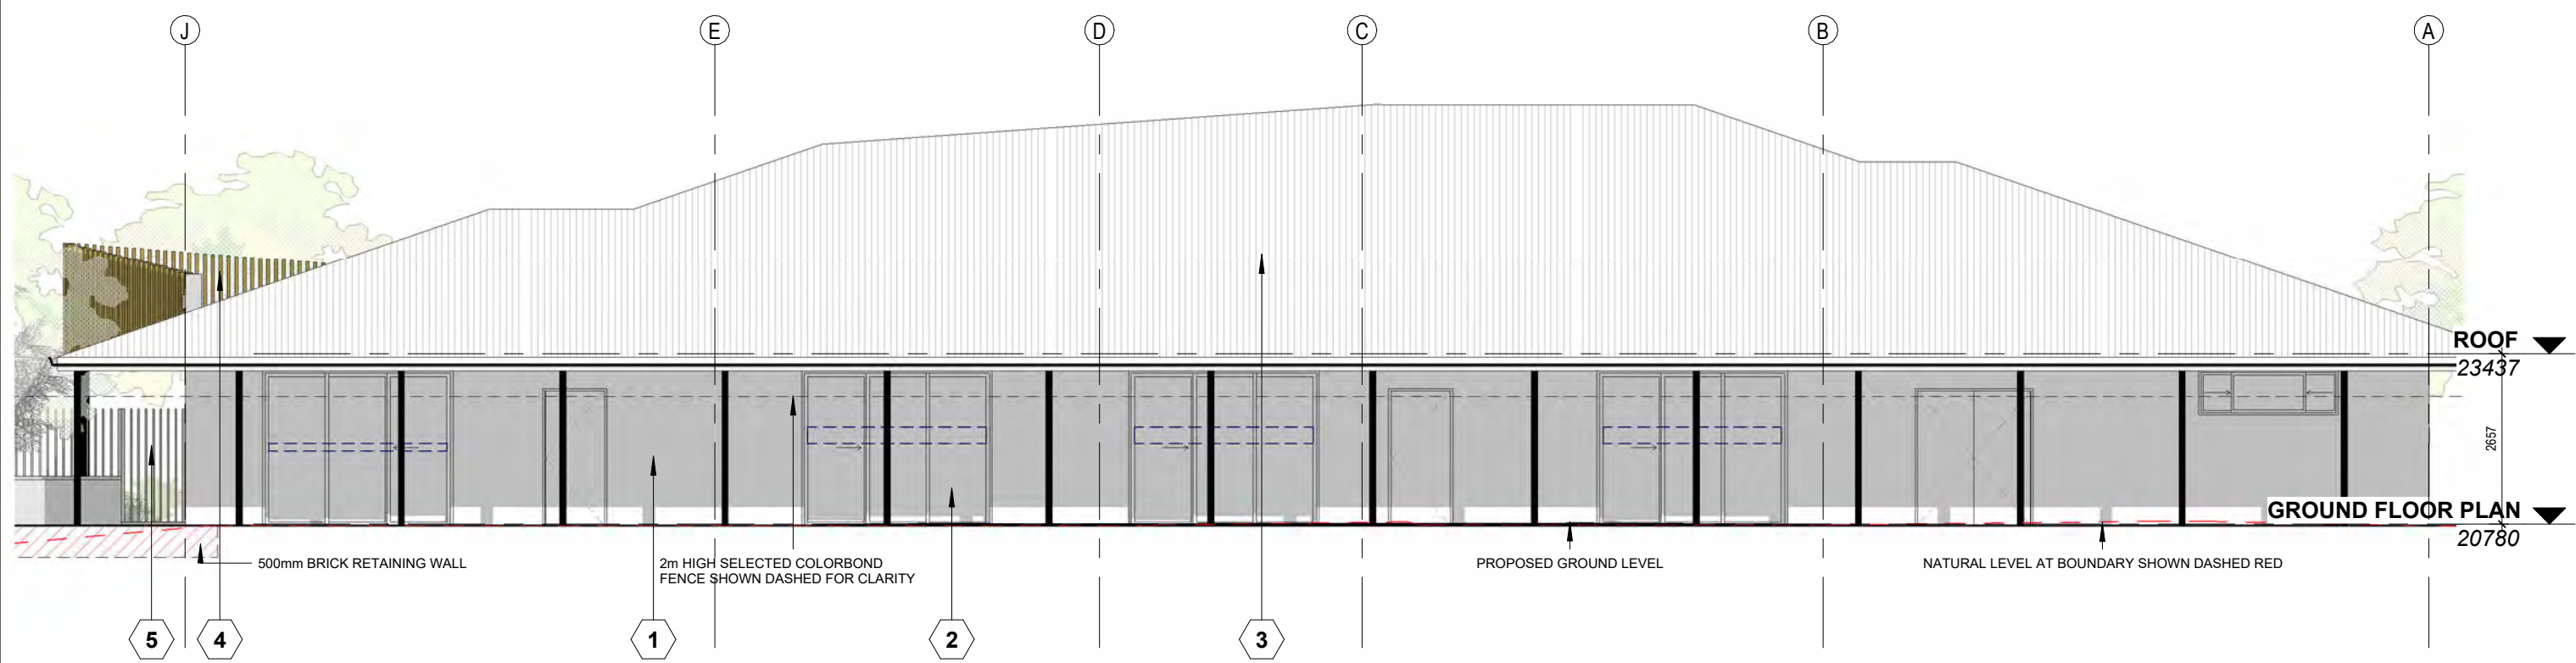 J
E
D
C
B
A
ROOF
23437
2657
GROUND FLOOR PLAN
20780
500mm BRICK RETAINING WALL
2m HIGH SELECTED COLORBOND
FENCE SHOWN DASHED FOR CLARITY
PROPOSED GROUND LEVEL
NATURAL LEVEL AT BOUNDARY SHOWN DASHED RED
5
4
1
2
3